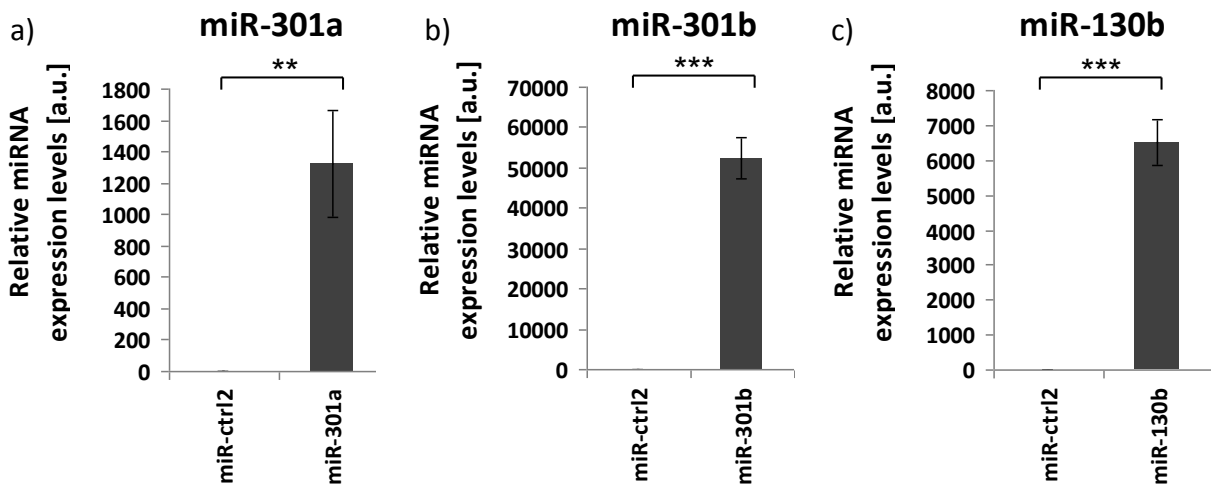 a)
miR-301a
**
Relative miRNA
expression levels [a.u.]
1800
1600
1400
1200
1000
800
600
400
200
0
miR-ctrl2
miR-301a
b)
miR-301b
***
Relative miRNA
expression levels [a.u.]
70000
60000
50000
40000
30000
20000
10000
0
miR-ctrl2
miR-301b
c)
miR-130b
***
Relative miRNA
expression levels [a.u.]
8000
7000
6000
5000
4000
3000
2000
1000
0
miR-ctrl2
miR-130b